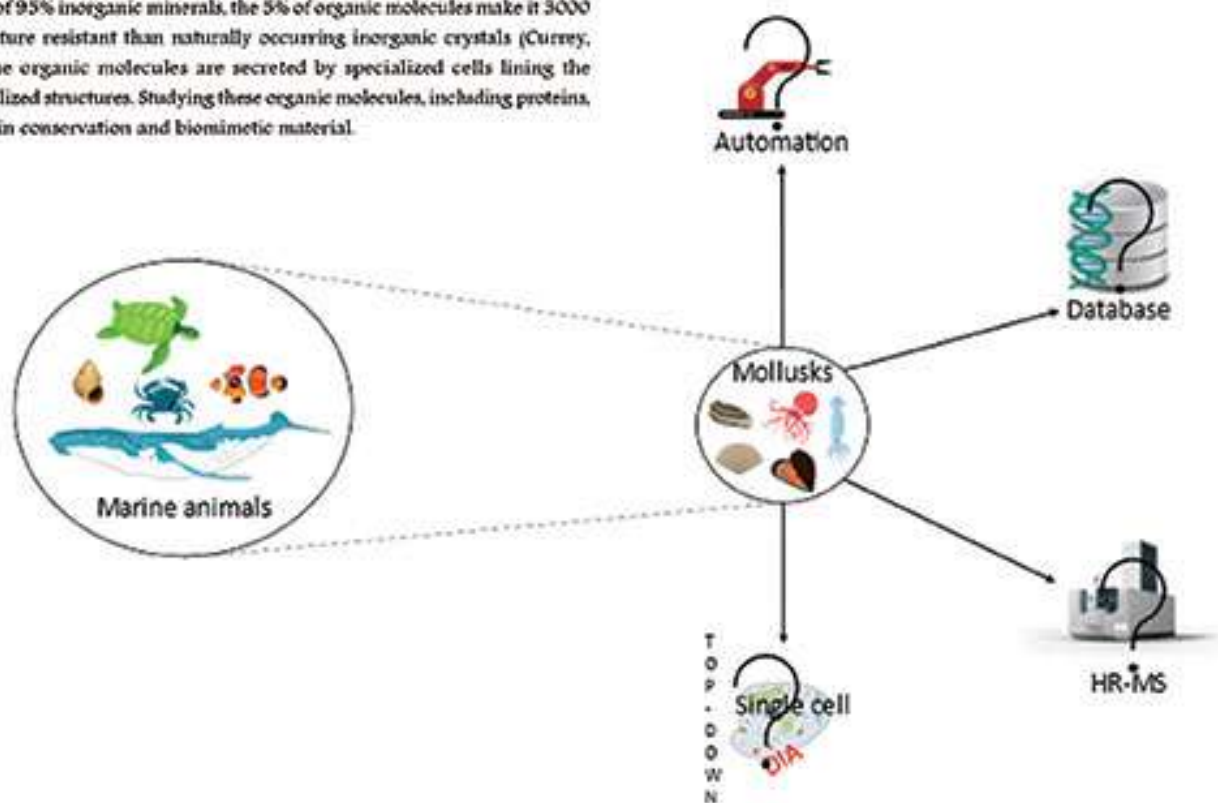 of 95% inorganic minerals, the 5% of organic molecules make it 3000
ture resistant than naturally occurring inorganic crystals (Currey,
e organic molecules are secreted by specialized cells lining the
lized structures. Studying these organic molecules, including proteins,
in conservation and biomimetic material.
Automation
Database
Mollusks
Marine animals
HR-MS
TOP-DOWN
Single cell
DIA